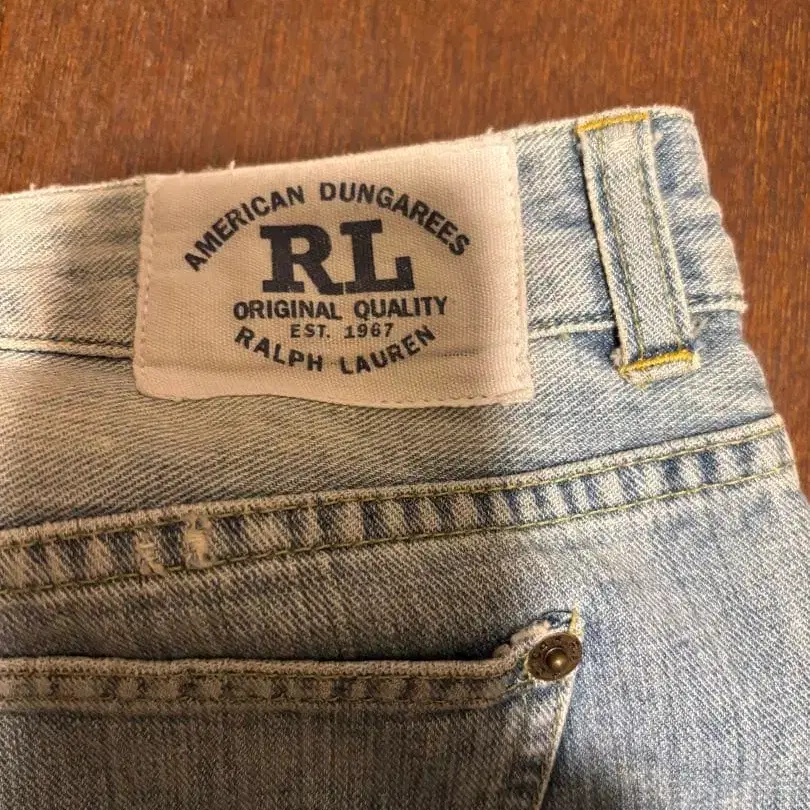 AMERICAN DUNGAREES
RL
ORIGINAL QUALITY
EST. 1967
RALPH LAUREN